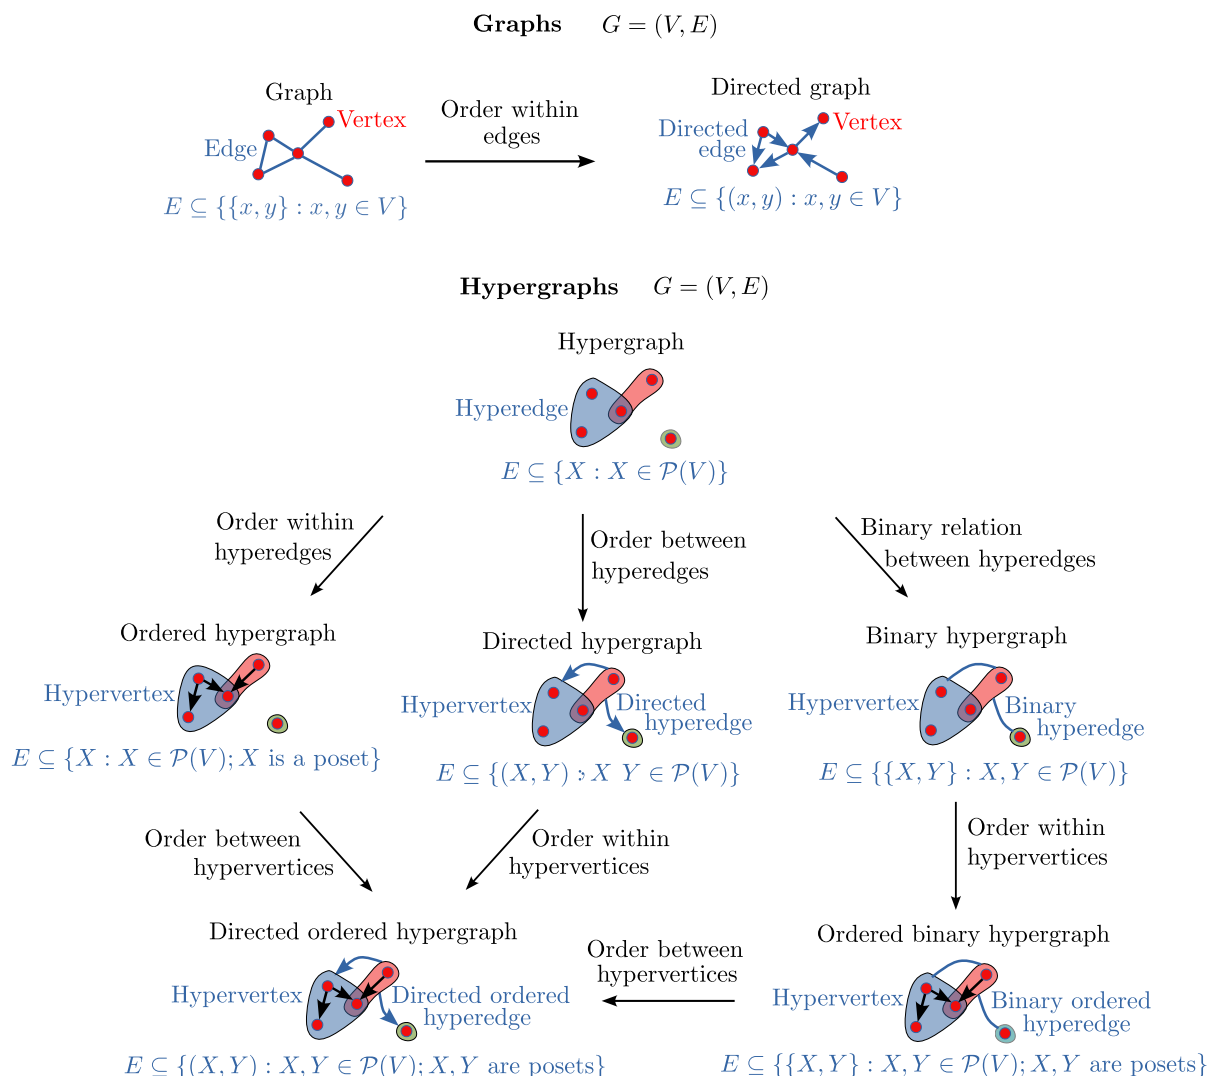 Graphs G = (V, E)
Graph
Vertex
Edge
E ⊆ {{x, y} : x, y ∈ V}
Order within
edges
Directed graph
Directed
edge
Vertex
E ⊆ {(x, y) : x, y ∈ V}
Hypergraphs G = (V, E)
Hypergraph
Hyperedge
E ⊆ {X : X ∈ 𝒫(V)}
Order within
hyperedges
Order between
hyperedges
Binary relation
between hyperedges
Ordered hypergraph
Hypervertex
E ⊆ {X : X ∈ 𝒫(V); X is a poset}
Directed hypergraph
Hypervertex
Directed
hyperedge
E ⊆ {(X, Y) : X, Y ∈ 𝒫(V)}
Binary hypergraph
Hypervertex
Binary
hyperedge
E ⊆ {{X, Y} : X, Y ∈ 𝒫(V)}
Order between
hypervertices
Order within
hypervertices
Order within
hypervertices
Directed ordered hypergraph
Hypervertex
Directed ordered
hyperedge
E ⊆ {(X, Y) : X, Y ∈ 𝒫(V); X, Y are posets}
Order between
hypervertices
Ordered binary hypergraph
Hypervertex
Binary ordered
hyperedge
E ⊆ {{X, Y} : X, Y ∈ 𝒫(V); X, Y are posets}